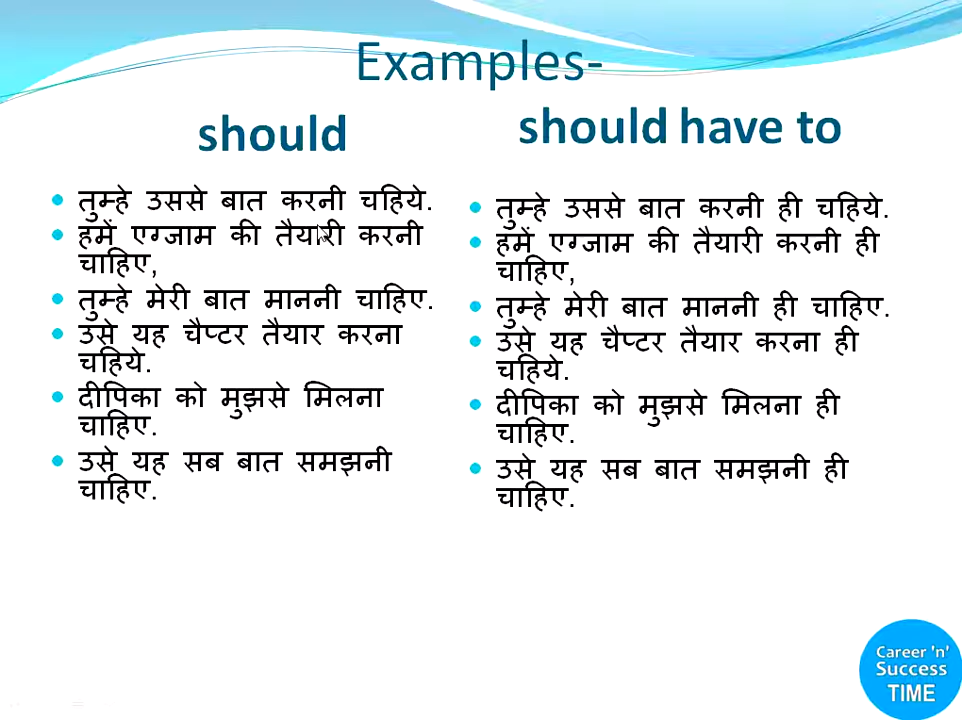 Examples-
should
तुम्हे उससे बात करनी चहिये.
हमें एग्जाम की तैयारी करनी
चाहिए,
तुम्हे मेरी बात माननी चाहिए.
उसे यह चैप्टर तैयार करना
चहिये.
दीपिका को मुझसे मिलना
चाहिए.
उसे यह सब बात समझनी
चाहिए.
should have to
तुम्हे उससे बात करनी ही चहिये.
हमें एग्जाम की तैयारी करनी ही
चाहिए,
तुम्हे मेरी बात माननी ही चाहिए.
उसे यह चैप्टर तैयार करना ही
चहिये.
दीपिका को मुझसे मिलना ही
चाहिए.
उसे यह सब बात समझनी ही
चाहिए.
Career 'n'
Success
TIME